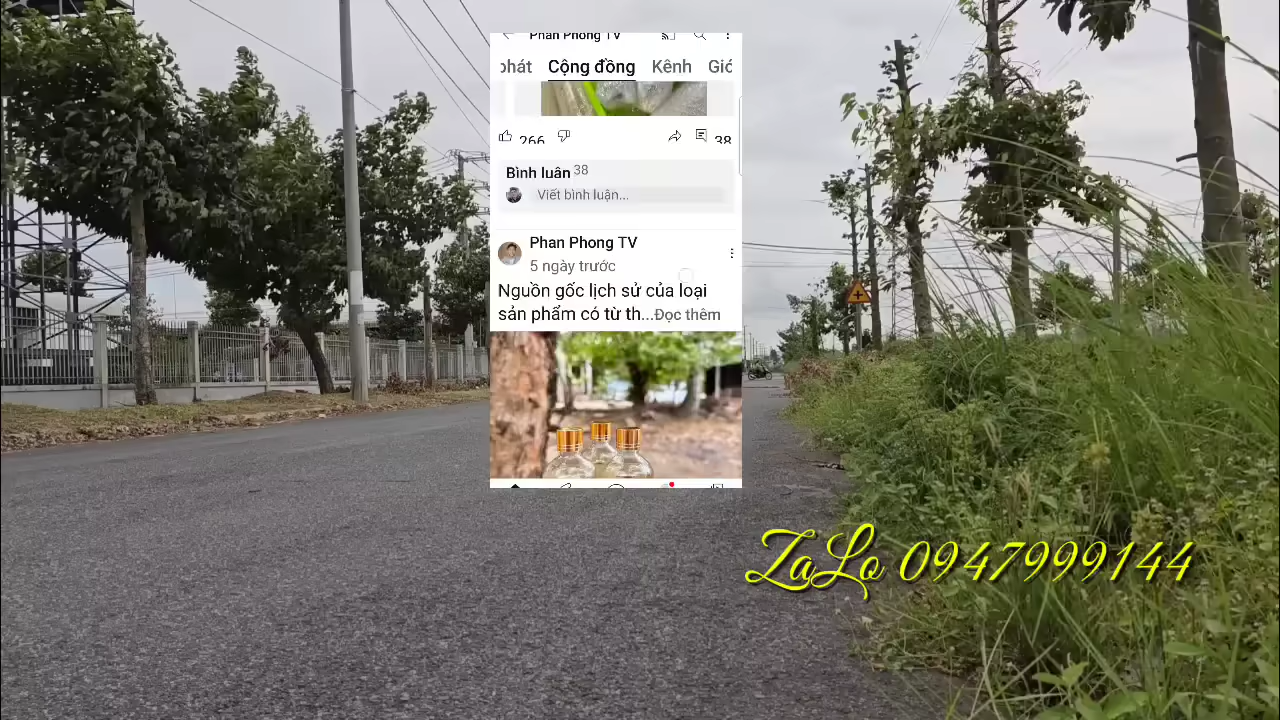 Phan Phong TV
phát Cộng đồng Kênh Gió
266 38
Bình luận 38
Viết bình luận...
Phan Phong TV
5 ngày trước
Nguồn gốc lịch sử của loại
sản phẩm có từ th...Đọc thêm
ZaLo 0947999144